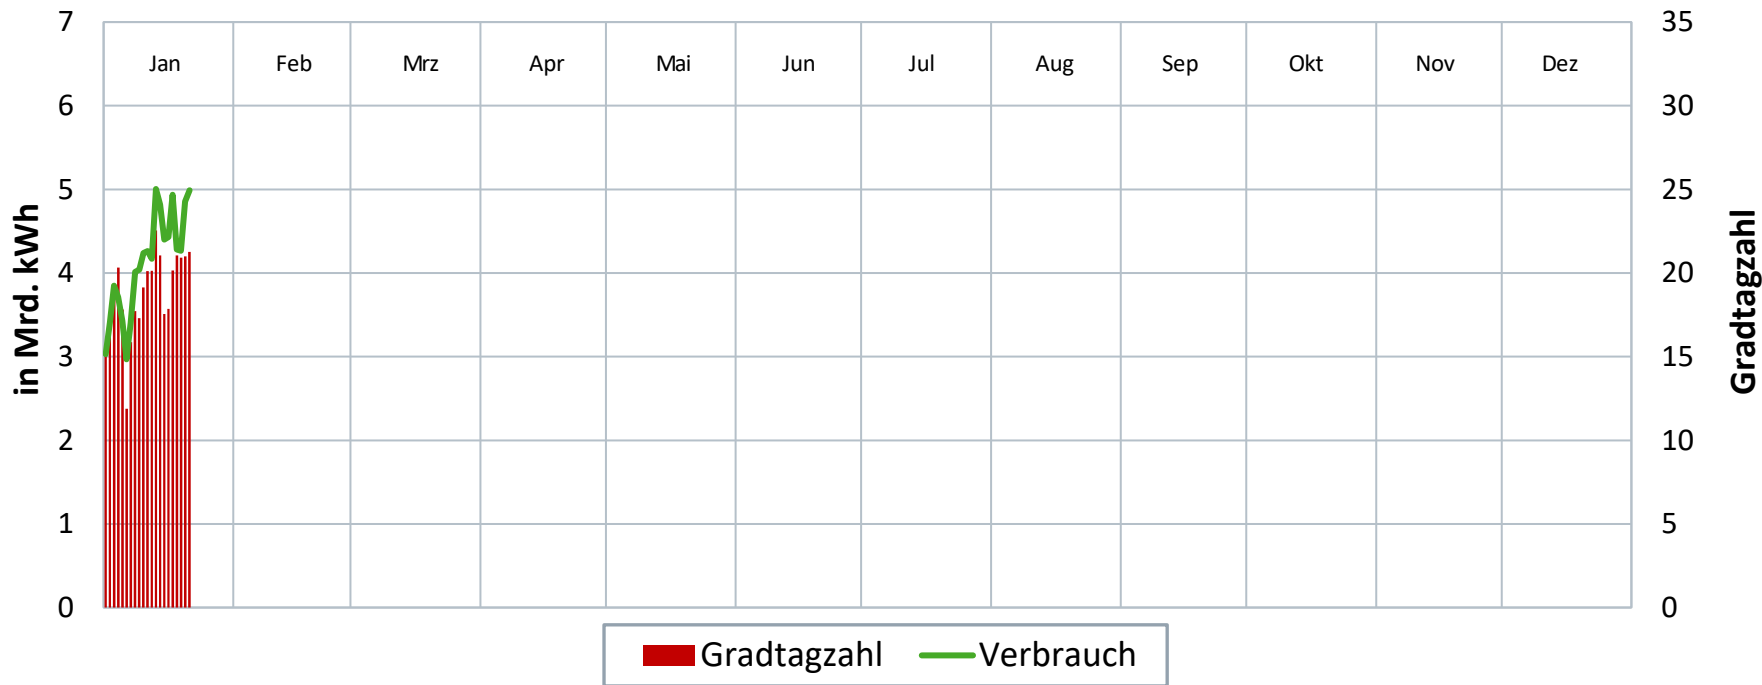 7 35
Jan Feb Mrz Apr Mai Jun Jul Aug Sep Okt Nov Dez
6 30
5 25
4 20
3 15
2 10
1 5
0 0
in Mrd. kWh
Gradtagzahl
Gradtagzahl Verbrauch